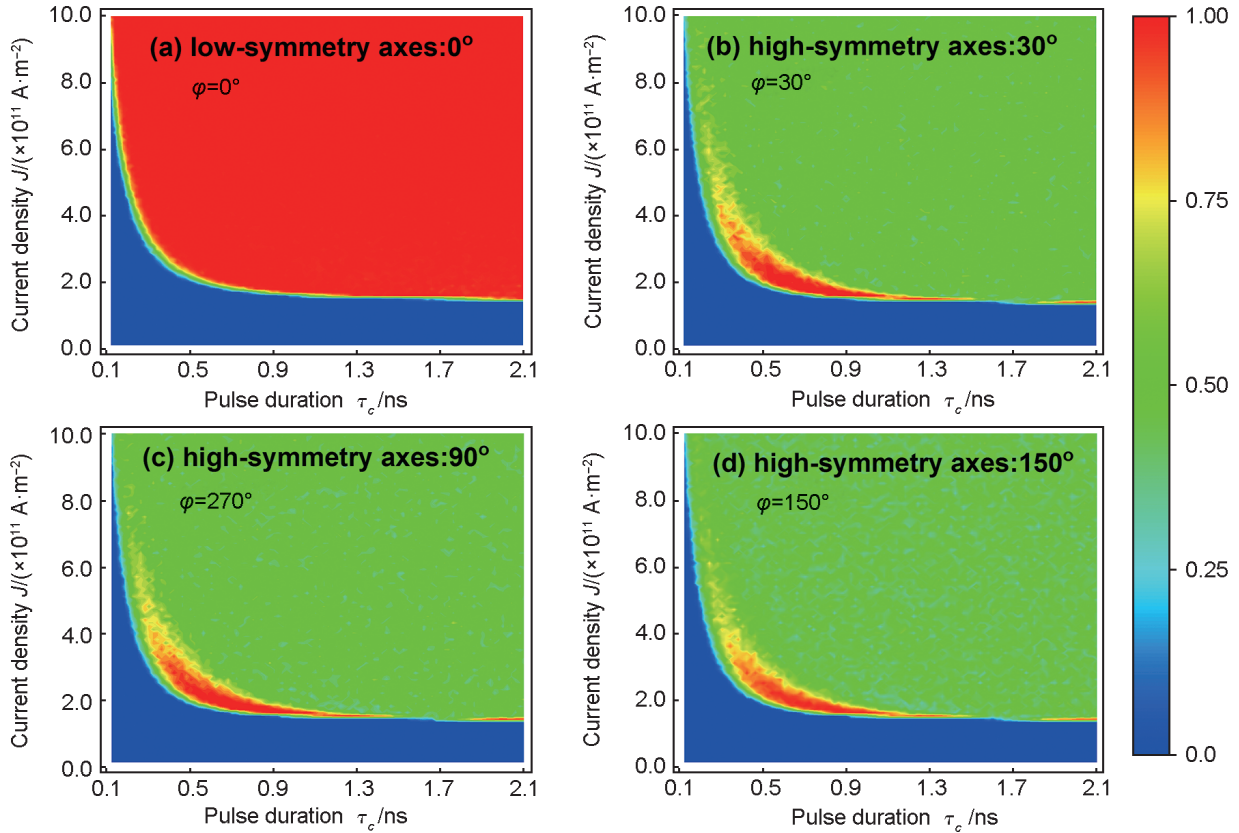 (a) low-symmetry axes:0°
φ=0°
Current density J/(×10¹¹ A·m⁻²)
10.0
8.0
6.0
4.0
2.0
0.0
0.1 0.5 0.9 1.3 1.7 2.1
Pulse duration τc/ns
(b) high-symmetry axes:30°
φ=30°
Current density J/(×10¹¹ A·m⁻²)
10.0
8.0
6.0
4.0
2.0
0.0
0.1 0.5 0.9 1.3 1.7 2.1
Pulse duration τc/ns
(c) high-symmetry axes:90°
φ=270°
Current density J/(×10¹¹ A·m⁻²)
10.0
8.0
6.0
4.0
2.0
0.0
0.1 0.5 0.9 1.3 1.7 2.1
Pulse duration τc/ns
(d) high-symmetry axes:150°
φ=150°
Current density J/(×10¹¹ A·m⁻²)
10.0
8.0
6.0
4.0
2.0
0.0
0.1 0.5 0.9 1.3 1.7 2.1
Pulse duration τc/ns
1.00
0.75
0.50
0.25
0.0